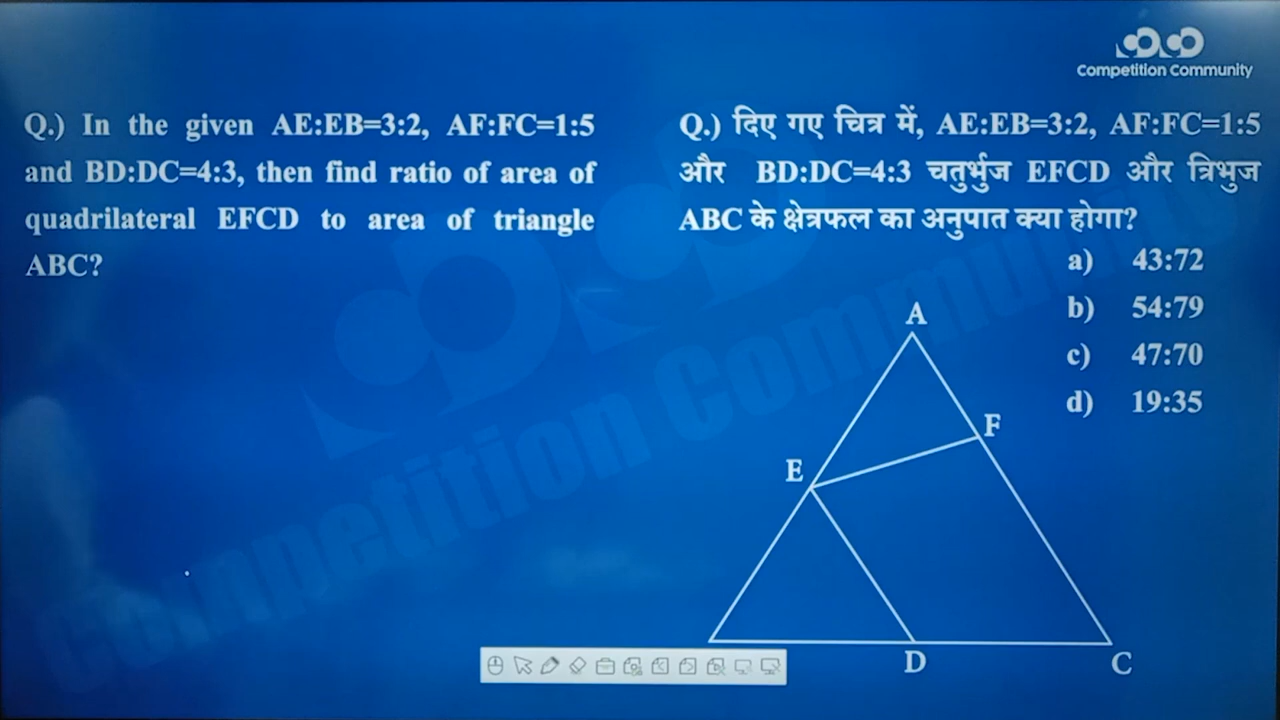 Competition Community
Q.) In the given AE:EB=3:2, AF:FC=1:5
and BD:DC=4:3, then find ratio of area of
quadrilateral EFCD to area of triangle
ABC?
Q.) दिए गए चित्र में, AE:EB=3:2, AF:FC=1:5
और BD:DC=4:3 चतुर्भुज EFCD और त्रिभुज
ABC के क्षेत्रफल का अनुपात क्या होगा?
a) 43:72
b) 54:79
c) 47:70
d) 19:35
A
F
E
D
C
Competition Community